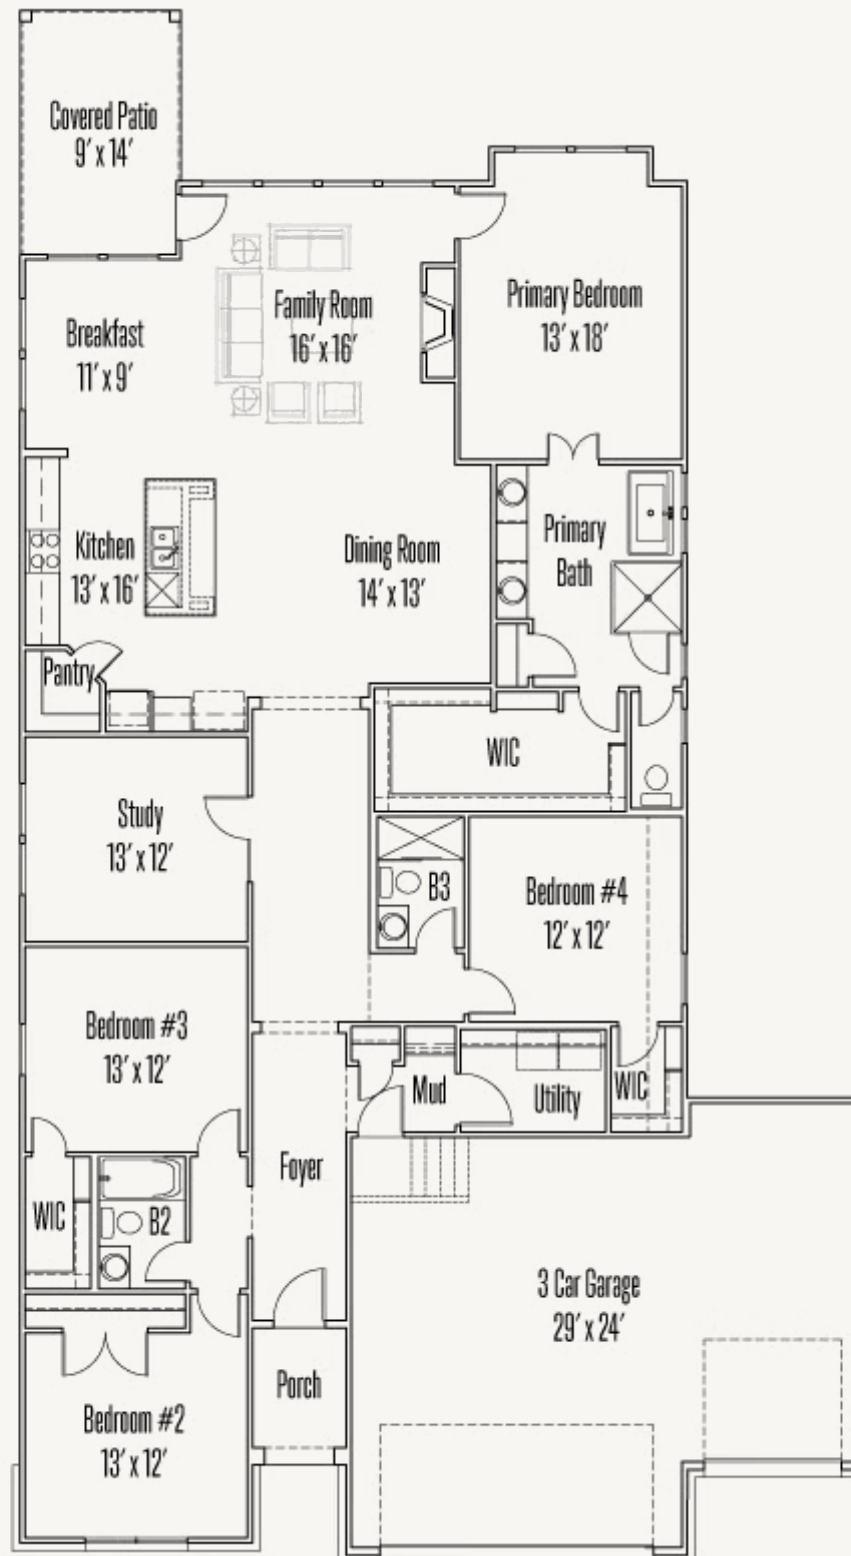 Covered Patio
9' x 14'
Family Room
16' x 16'
Primary Bedroom
13' x 18'
Breakfast
11' x 9'
Kitchen
13' x 16'
Dining Room
14' x 13'
Primary
Bath
Pantry
WIC
Study
13' x 12'
B3
Bedroom #4
12' x 12'
Bedroom #3
13' x 12'
Mud
Utility
WIC
Foyer
WIC
B2
3 Car Garage
29' x 24'
Porch
Bedroom #2
13' x 12'